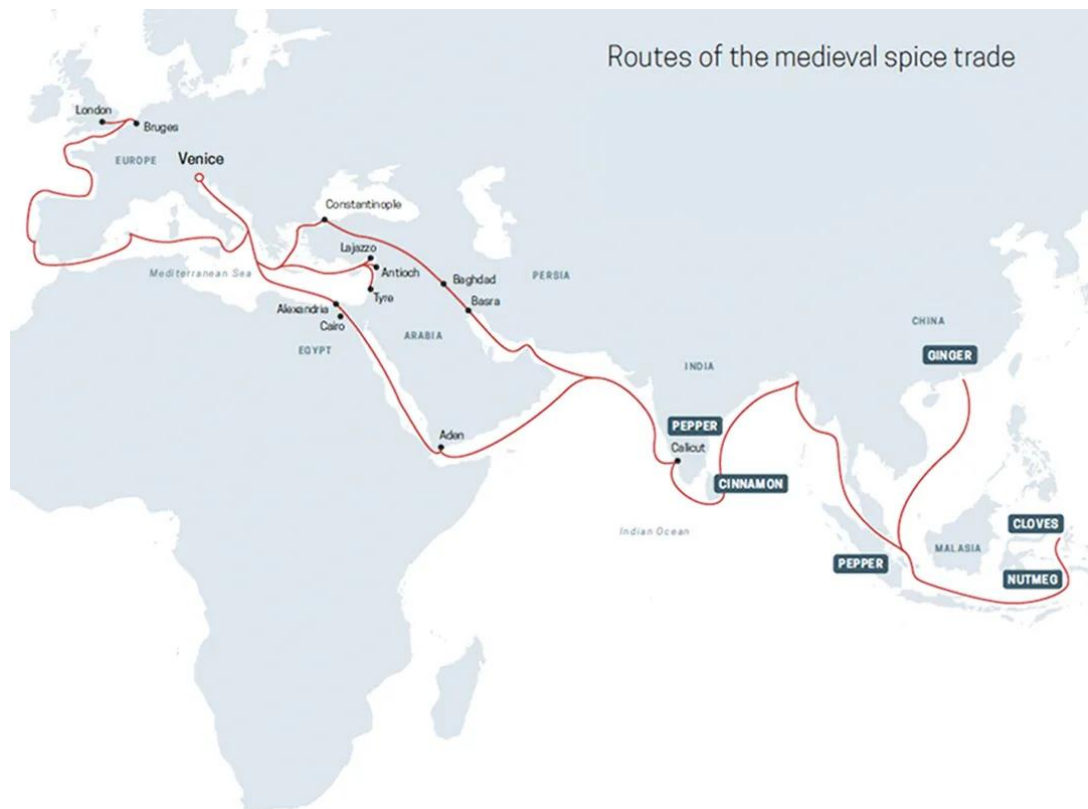 Routes of the medieval spice trade
London
Bruges
EUROPE
Venice
Constantinople
Lajazzo
Mediterranean Sea
Antioch
Baghdad
PERSIA
Tyre
Alexandria
Basra
Cairo
ARABIA
CHINA
EGYPT
GINGER
INDIA
PEPPER
Aden
Calicut
CINNAMON
Indian Ocean
CLOVES
MALASIA
PEPPER
NUTMEG